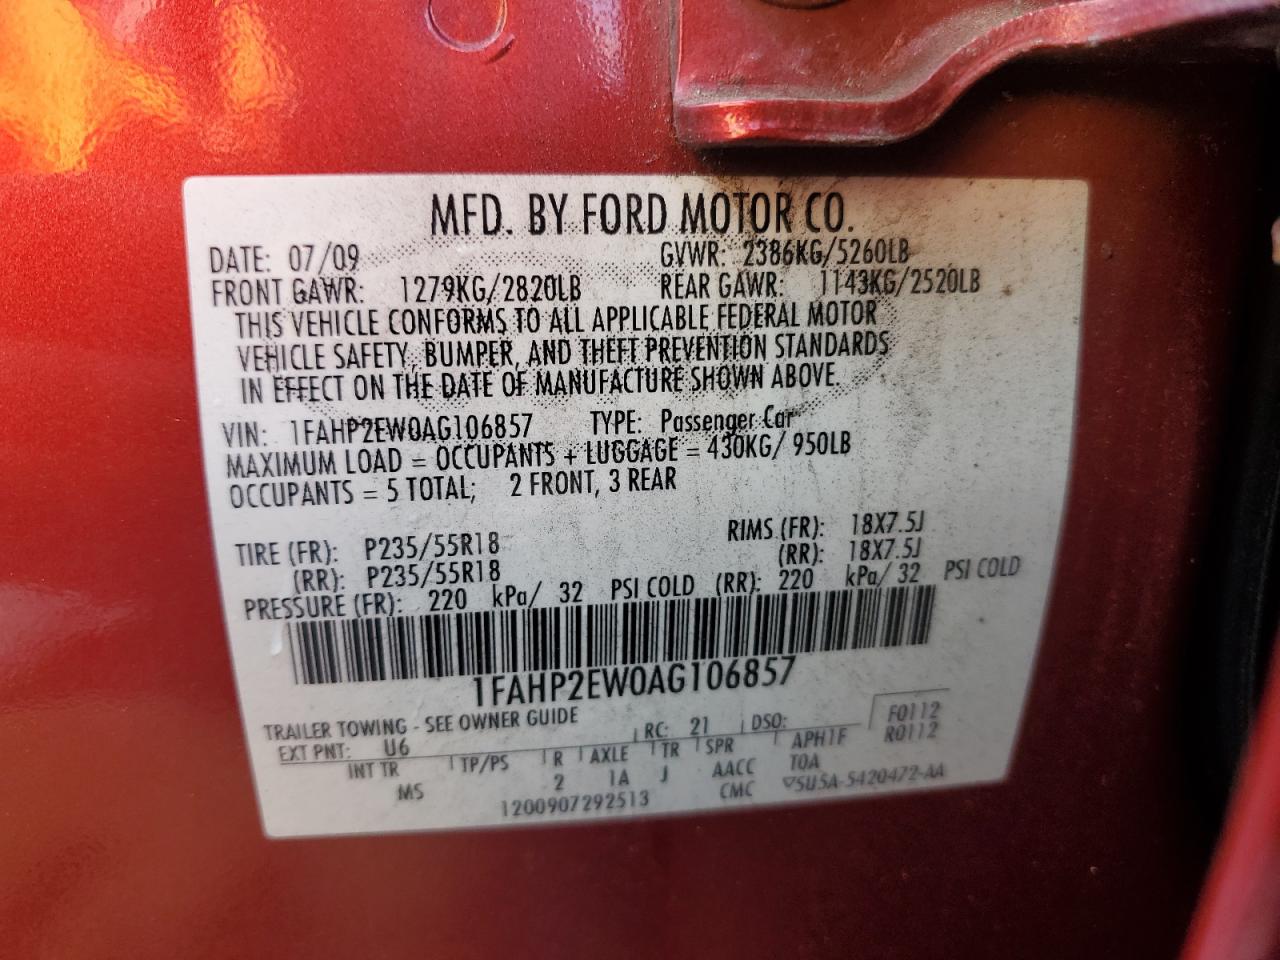 MFD. BY FORD MOTOR CO.
DATE: 07/09 GVWR: 2386KG/5260LB
FRONT GAWR: 1279KG/2820LB REAR GAWR: 1143KG/2520LB
THIS VEHICLE CONFORMS TO ALL APPLICABLE FEDERAL MOTOR
VEHICLE SAFETY, BUMPER, AND THEFT PREVENTION STANDARDS
IN EFFECT ON THE DATE OF MANUFACTURE SHOWN ABOVE.
VIN: 1FAHP2EW0AG106857 TYPE: Passenger Car
MAXIMUM LOAD = OCCUPANTS + LUGGAGE = 430KG/ 950LB
OCCUPANTS = 5 TOTAL; 2 FRONT, 3 REAR
TIRE (FR): P235/55R18 RIMS (FR): 18X7.5J
(RR): P235/55R18 (RR): 18X7.5J
PRESSURE (FR): 220 kPa/ 32 PSI COLD (RR): 220 kPa/ 32 PSI COLD
1FAHP2EW0AG106857
TRAILER TOWING - SEE OWNER GUIDE
EXT PNT: U6 RC: 21 DSO: F0112
R0112
INT TR TP/PS R AXLE TR SPR APH1F
MS 2 1A J AACC TOA
1200907292513 CMC 5U5A-5420472-AA